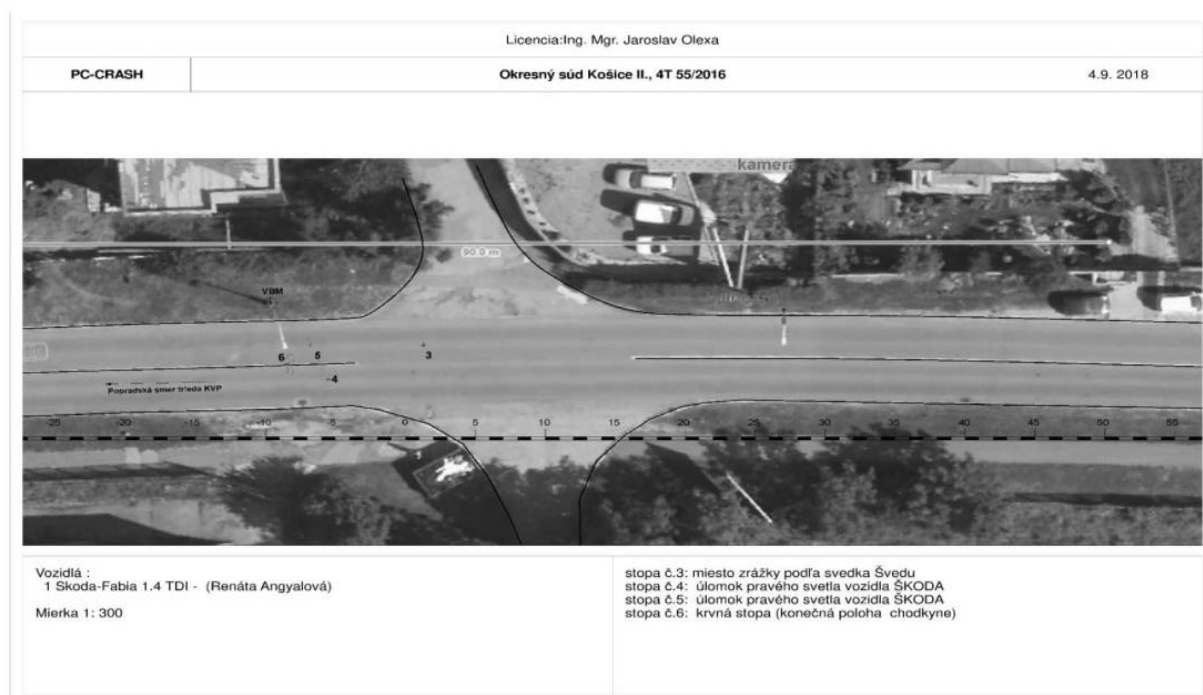 Licencia:Ing. Mgr. Jaroslav Olexa
PC-CRASH
Okresný súd Košice II., 4T 55/2016
4.9. 2018
kamera
90.0 m
VBM
6
5
3
4
Popradská smer trieda KVP
-25 -20 -15 -10 -5 0 5 10 15 20 25 30 35 40 45 50 55
Vozidlá :
1 Skoda-Fabia 1.4 TDI - (Renáta Angyalová)
Mierka 1: 300
stopa č.3: miesto zrážky podľa svedka Švedu
stopa č.4: úlomok pravého svetla vozidla ŠKODA
stopa č.5: úlomok pravého svetla vozidla ŠKODA
stopa č.6: krvná stopa (konečná poloha chodkyne)